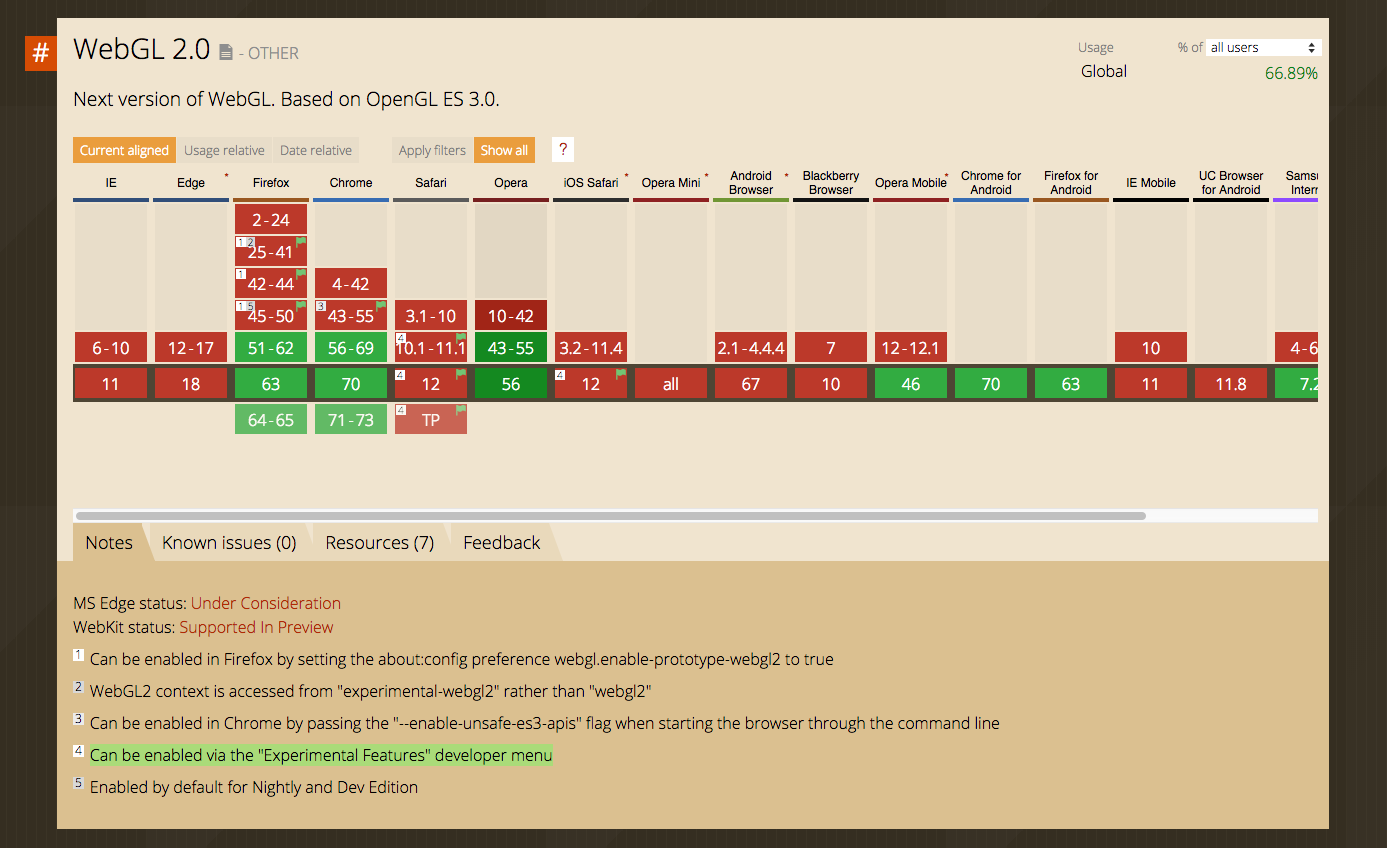 #
WebGL 2.0 - OTHER
Usage % of all users
Global 66.89%
Next version of WebGL. Based on OpenGL ES 3.0.
Current aligned Usage relative Date relative Apply filters Show all ?
IE Edge * Firefox Chrome Safari Opera iOS Safari * Opera Mini * Android Browser * Blackberry Browser Opera Mobile * Chrome for Android Firefox for Android IE Mobile UC Browser for Android
2-24
1 2 25-41
1 42-44 4-42
1 5 45-50 3 43-55 3.1-10 10-42
6-10 12-17 51-62 56-69 4 10.1-11.1 43-55 3.2-11.4 2.1-4.4.4 7 12-12.1 10
11 18 63 70 4 12 56 4 12 all 67 10 46 70 63 11 11.8 7.2
64-65 71-73 4 TP
Notes Known issues (0) Resources (7) Feedback
MS Edge status: Under Consideration
WebKit status: Supported In Preview
1 Can be enabled in Firefox by setting the about:config preference webgl.enable-prototype-webgl2 to true
2 WebGL2 context is accessed from "experimental-webgl2" rather than "webgl2"
3 Can be enabled in Chrome by passing the "--enable-unsafe-es3-apis" flag when starting the browser through the command line
4 Can be enabled via the "Experimental Features" developer menu
5 Enabled by default for Nightly and Dev Edition